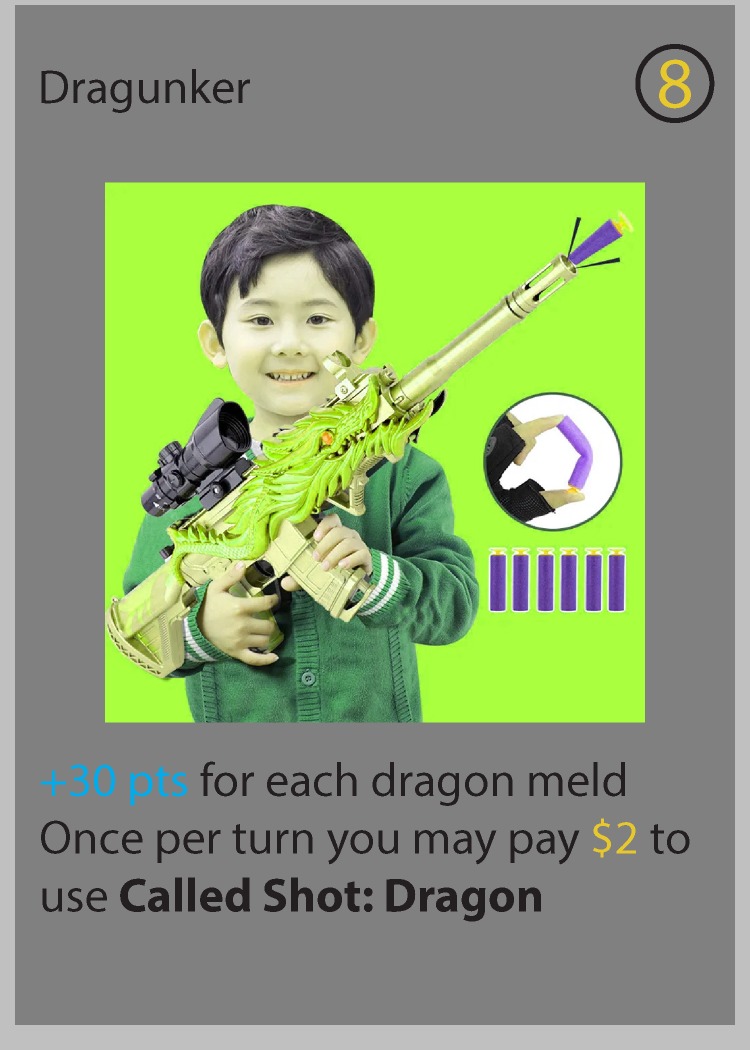 Dragunker
8
+30 pts for each dragon meld
Once per turn you may pay $2 to
use Called Shot: Dragon